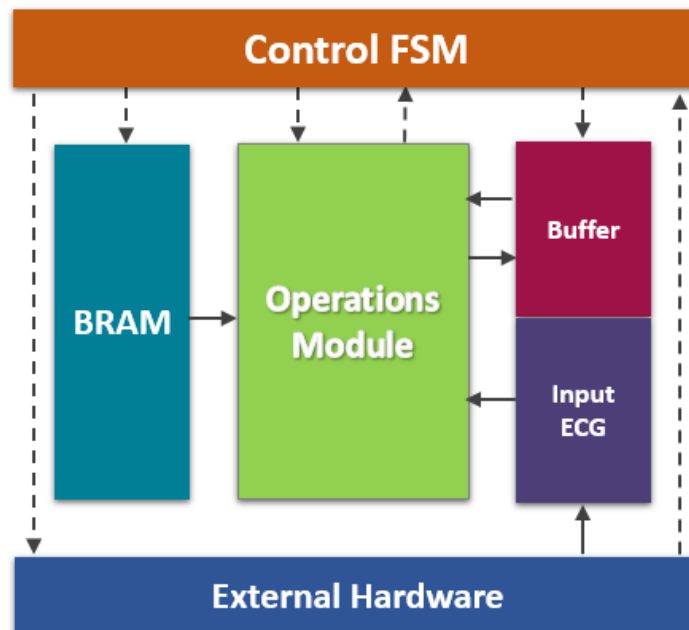 Control FSM
BRAM
Operations
Module
Buffer
Input
ECG
External Hardware